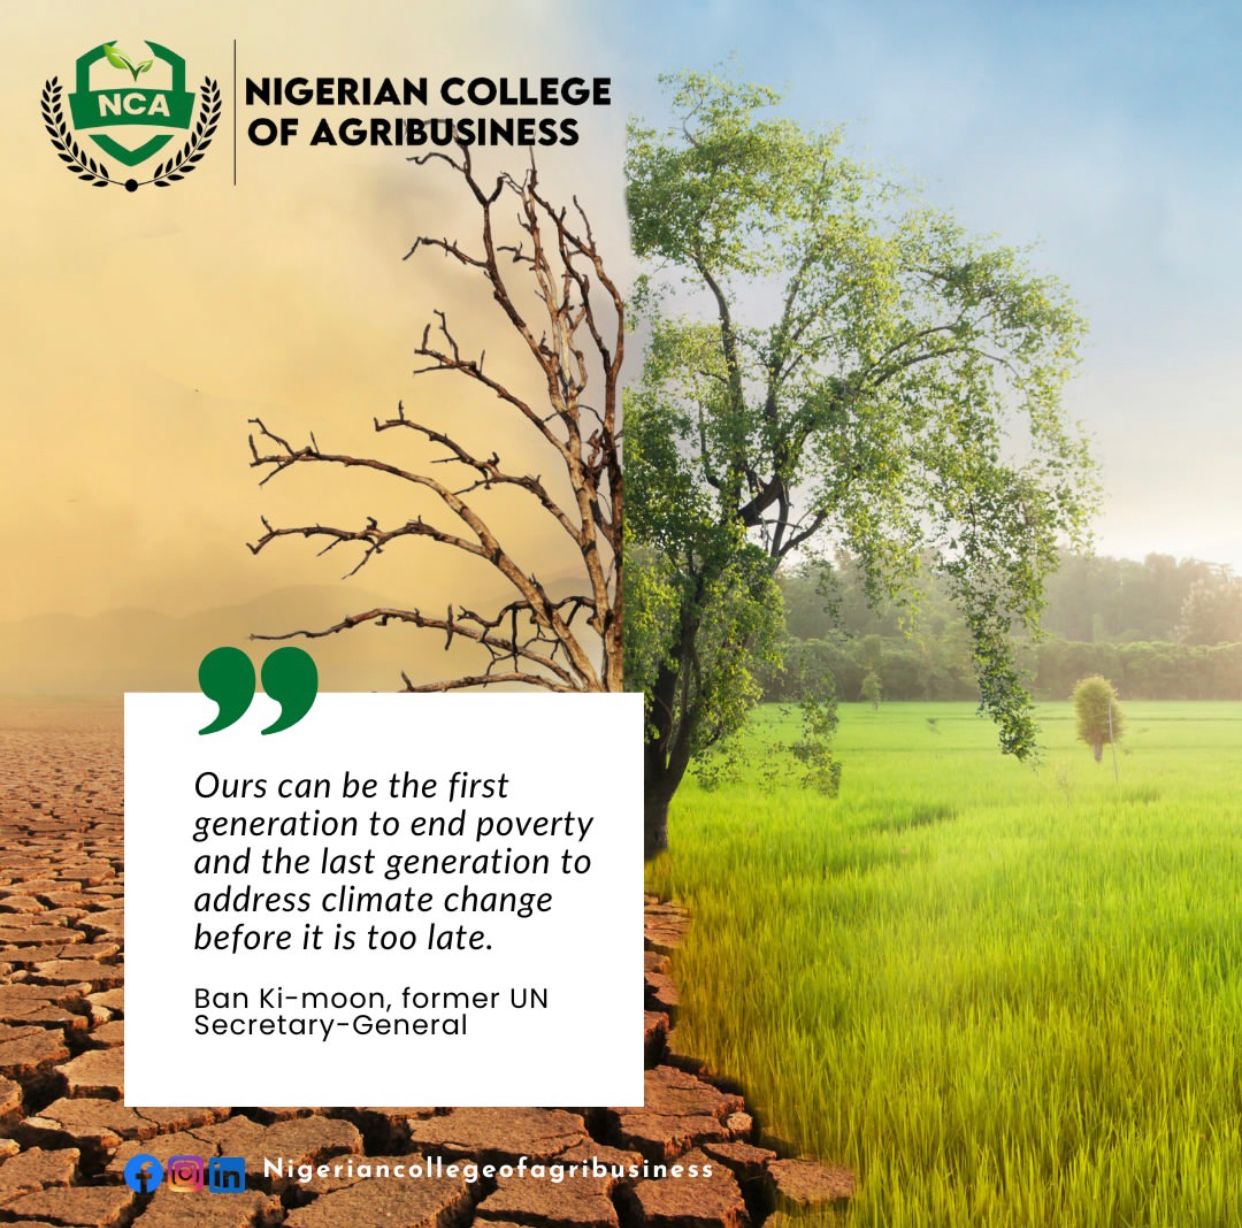 NCA
NIGERIAN COLLEGE
OF AGRIBUSINESS
Ours can be the first
generation to end poverty
and the last generation to
address climate change
before it is too late.
Ban Ki-moon, former UN
Secretary-General
Nigeriancollegeofagribusiness